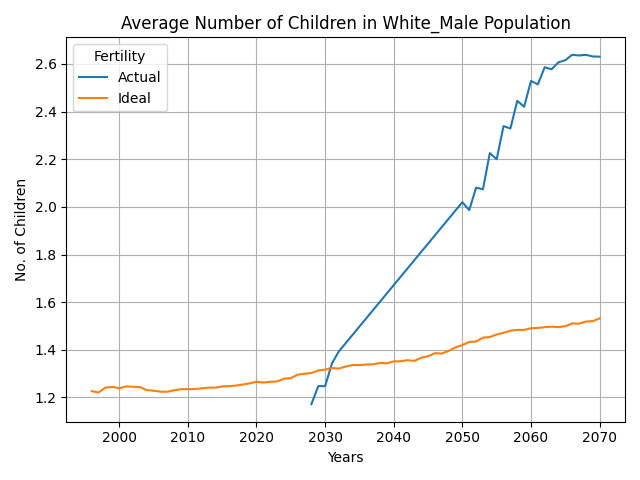 Average Number of Children in White_Male Population
Fertility
Actual
Ideal
No. of Children
2.6
2.4
2.2
2.0
1.8
1.6
1.4
1.2
2000 2010 2020 2030 2040 2050 2060 2070
Years